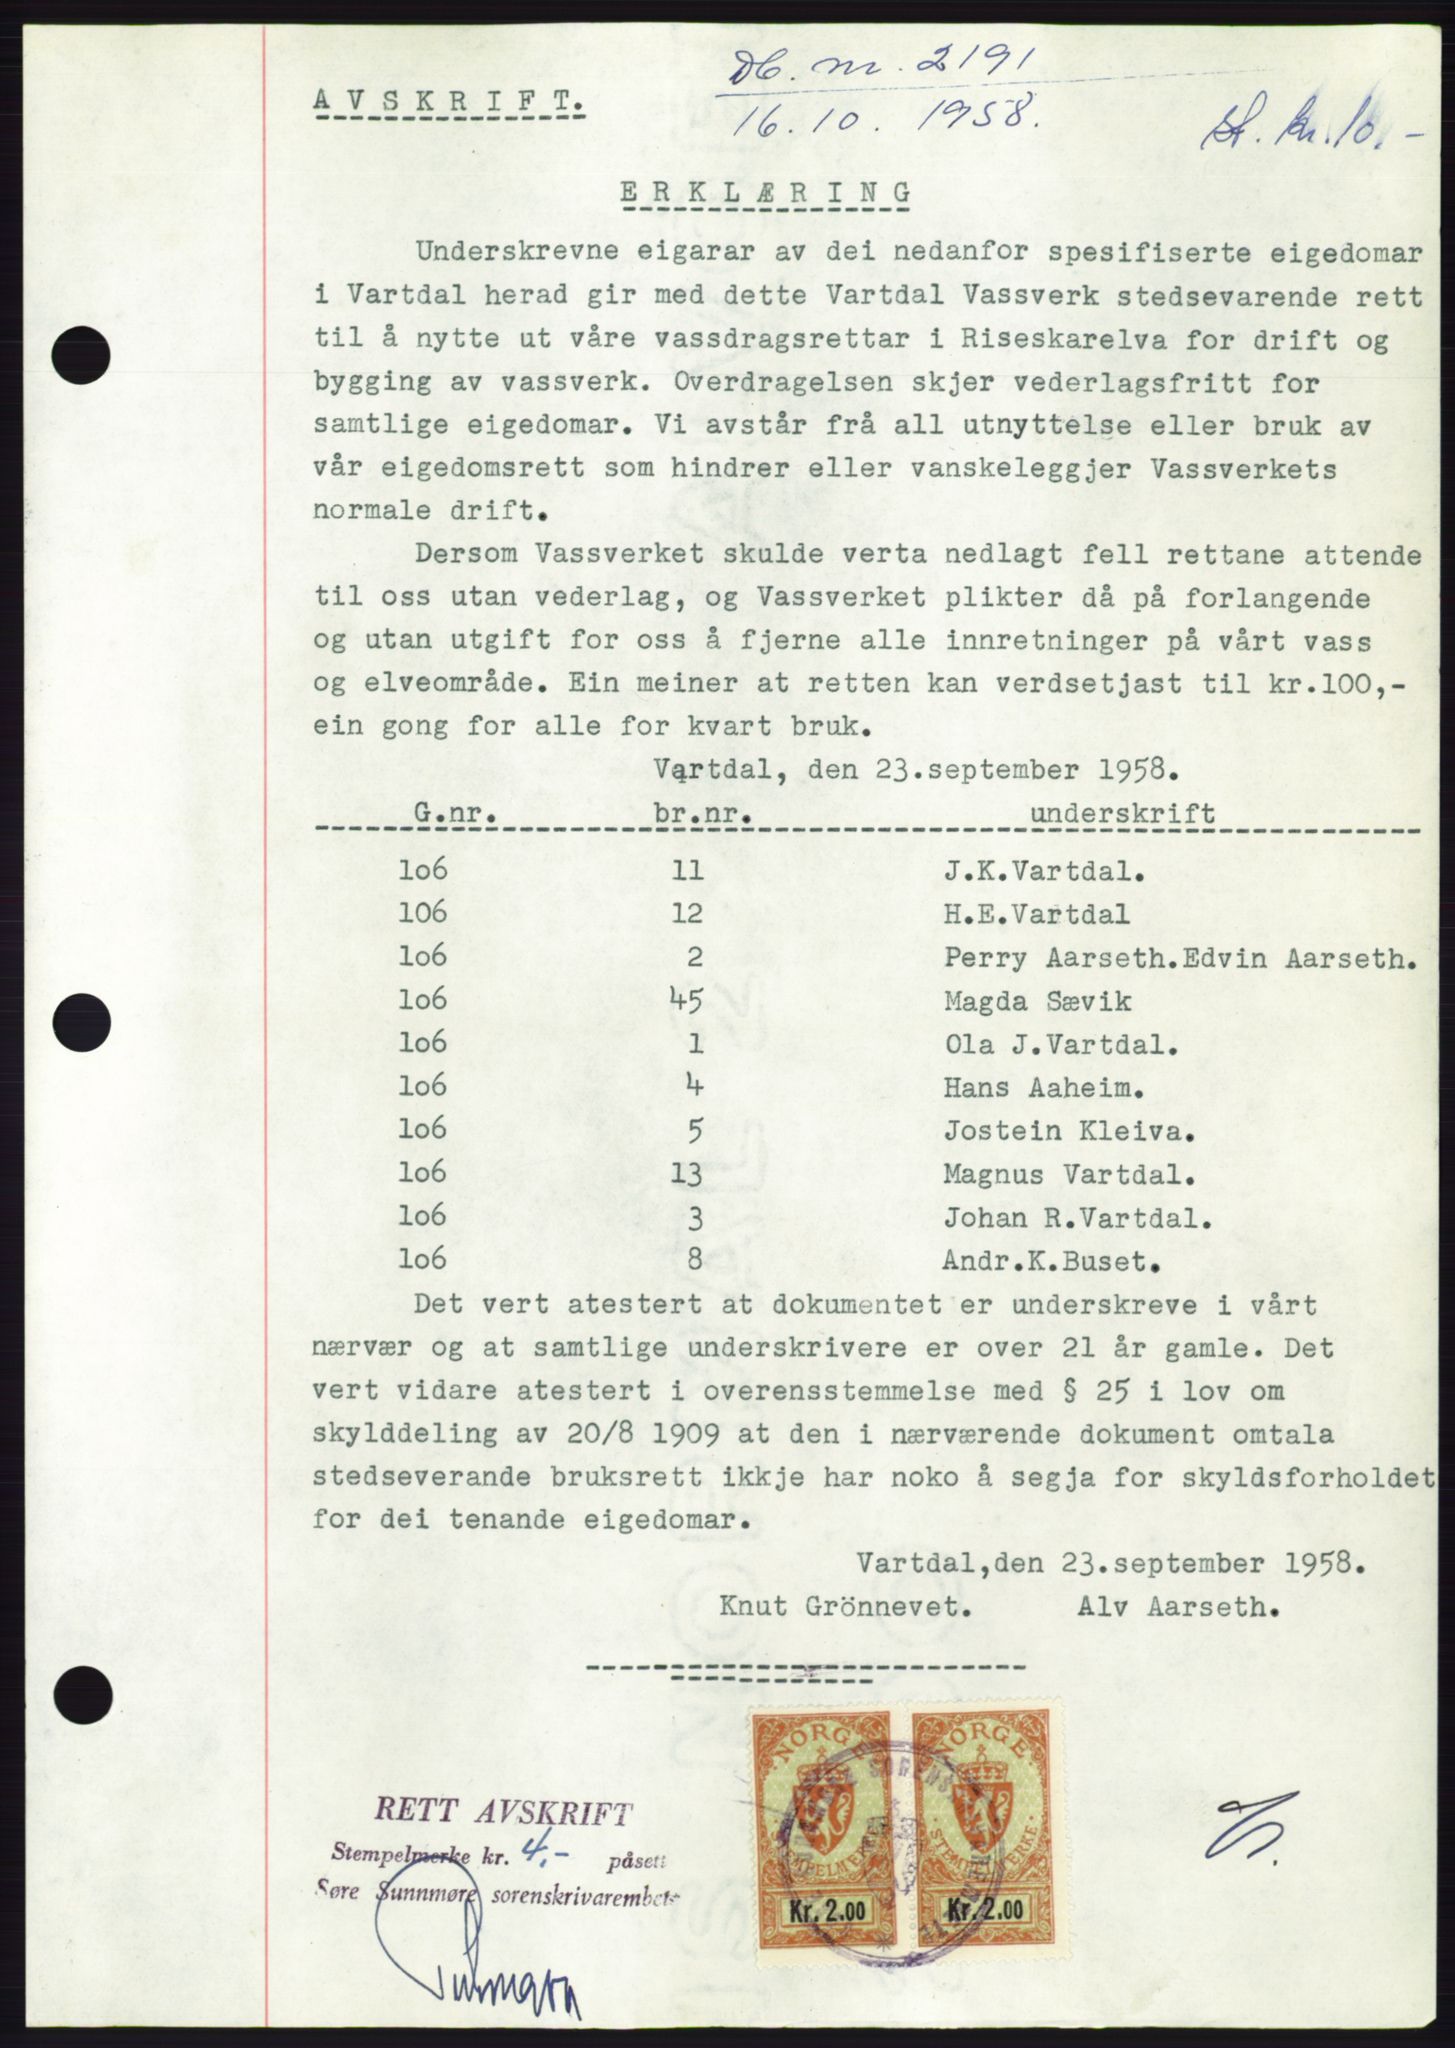 Db. nr. 2191
16.10. 1958.
AVSKRIFT.
St. kr. 10.-
ERKLÆRING
Underskrevne eigarar av dei nedanfor spesifiserte eigedomar
i Vartdal herad gir med dette Vartdal Vassverk stedsevarende rett
til å nytte ut våre vassdragsrettar i Riseskarelva for drift og
bygging av vassverk. Overdragelsen skjer vederlagsfritt for
samtlige eigedomar. Vi avstår frå all utnyttelse eller bruk av
vår eigedomsrett som hindrer eller vanskeleggjer Vassverkets
normale drift.
Dersom Vassverket skulde verta nedlagt fell rettane attende
til oss utan vederlag, og Vassverket plikter då på forlangende
og utan utgift for oss å fjerne alle innretninger på vårt vass
og elveområde. Ein meiner at retten kan verdsetjast til kr.100,-
ein gong for alle for kvart bruk.
Vartdal, den 23.september 1958.
G.nr. br.nr. underskrift
1o6 11 J.K.Vartdal.
106 12 H.E.Vartdal
1o6 2 Perry Aarseth.Edvin Aarseth.
1o6 45 Magda Sævik
1o6 1 Ola J.Vartdal.
1o6 4 Hans Aaheim.
1o6 5 Jostein Kleiva.
1o6 13 Magnus Vartdal.
1o6 3 Johan R.Vartdal.
1o6 8 Andr.K.Buset.
Det vert atestert at dokumentet er underskreve i vårt
nærvær og at samtlige underskrivere er over 21 år gamle. Det
vert vidare atestert i overensstemmelse med § 25 i lov om
skylddeling av 20/8 1909 at den i nærværende dokument omtala
stedseverande bruksrett ikkje har noko å segja for skyldsforholdet
for dei tenande eigedomar.
Vartdal,den 23.september 1958.
Knut Grönnevet. Alv Aarseth.
NORGE NORGE
STEMPELMERKE STEMPELMERKE
Kr. 2.00 Kr. 2.00
RETT AVSKRIFT
Stempelmerke kr. 4.- påsett
Søre Sunnmøre sorenskrivarembete